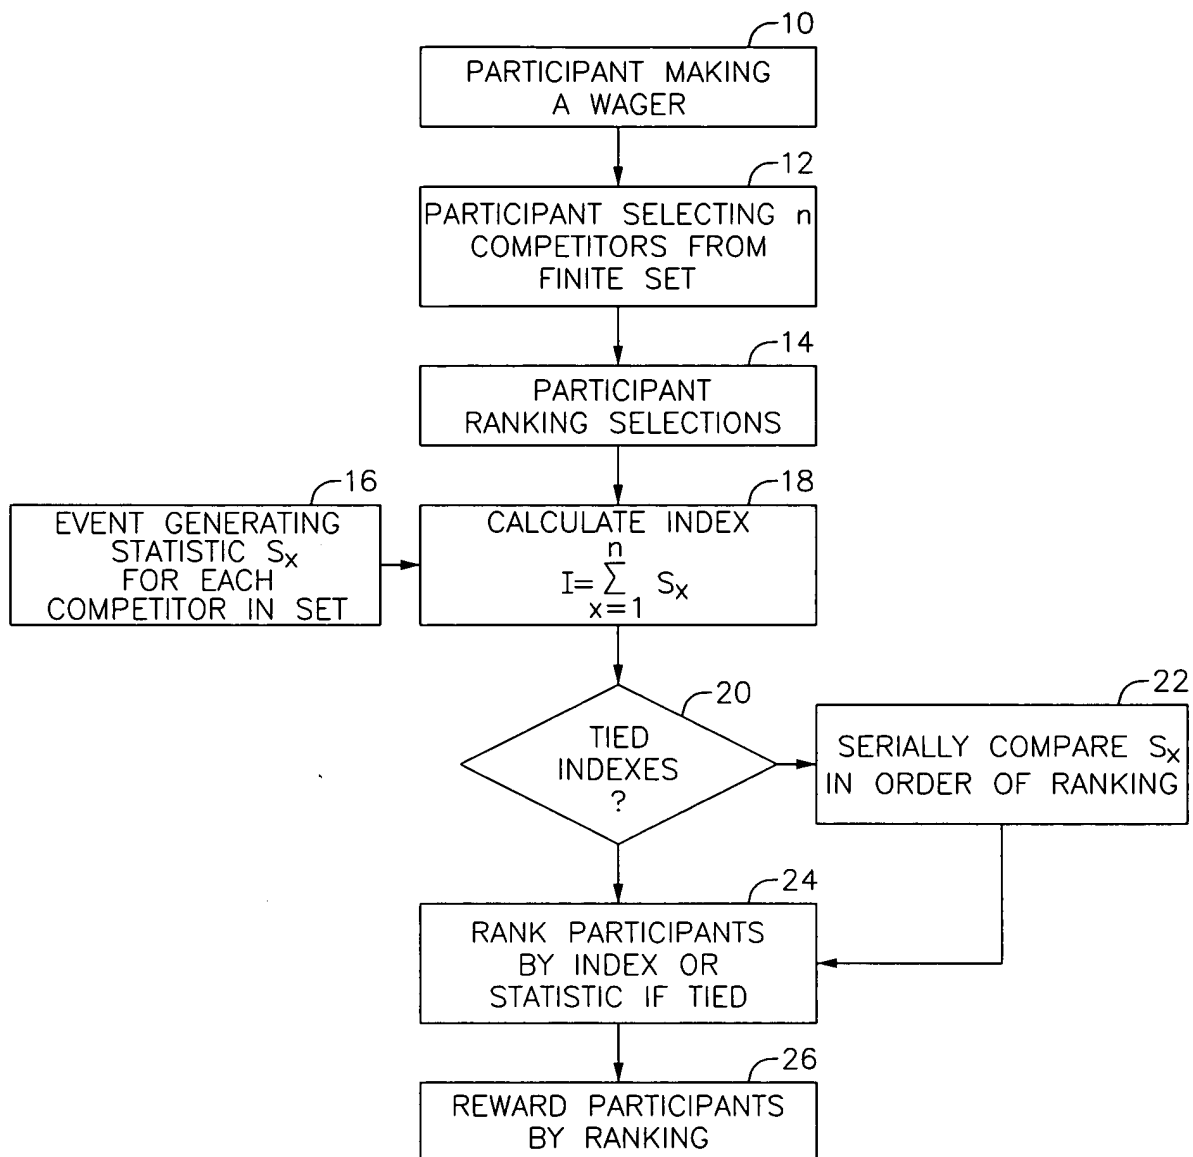 10
PARTICIPANT MAKING
A WAGER
12
PARTICIPANT SELECTING n
COMPETITORS FROM
FINITE SET
14
PARTICIPANT
RANKING SELECTIONS
16
EVENT GENERATING
STATISTIC Sx
FOR EACH
COMPETITOR IN SET
18
CALCULATE INDEX
n
I=∑ Sx
x=1
20
TIED
INDEXES
?
22
SERIALLY COMPARE Sx
IN ORDER OF RANKING
24
RANK PARTICIPANTS
BY INDEX OR
STATISTIC IF TIED
26
REWARD PARTICIPANTS
BY RANKING